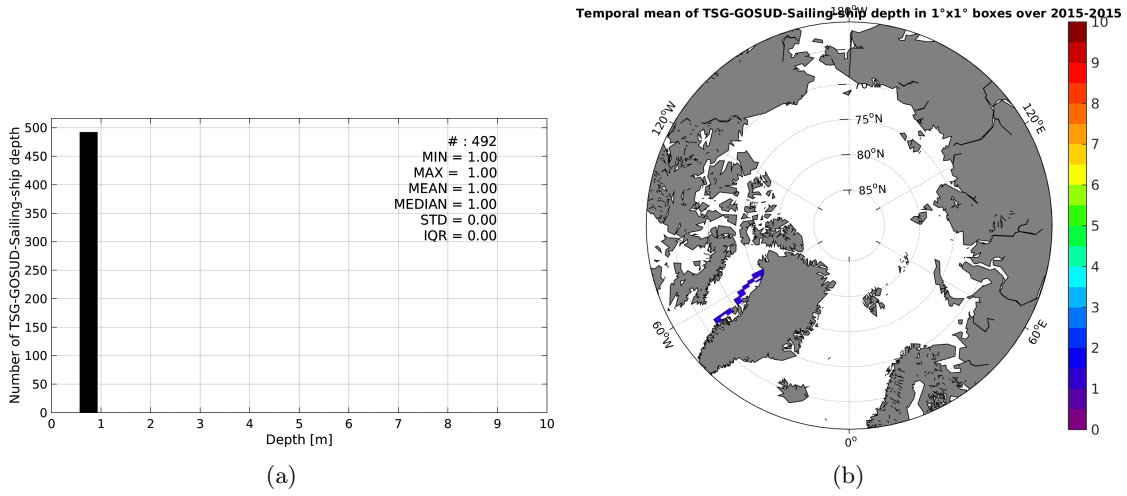 Temporal mean of TSG-GOSUD-Sailing-ship depth in 1°x1° boxes over 2015-2015
180°W
Number of TSG-GOSUD-Sailing-ship depth
500
450
400
350
300
250
200
150
100
50
0
# : 492
MIN = 1.00
MAX = 1.00
MEAN = 1.00
MEDIAN = 1.00
STD = 0.00
IQR = 0.00
0 1 2 3 4 5 6 7 8 9 10
Depth [m]
120°W
120°E
70°N
75°N
80°N
85°N
60°W
60°E
0°
10
9
8
7
6
5
4
3
2
1
0
(a)
(b)